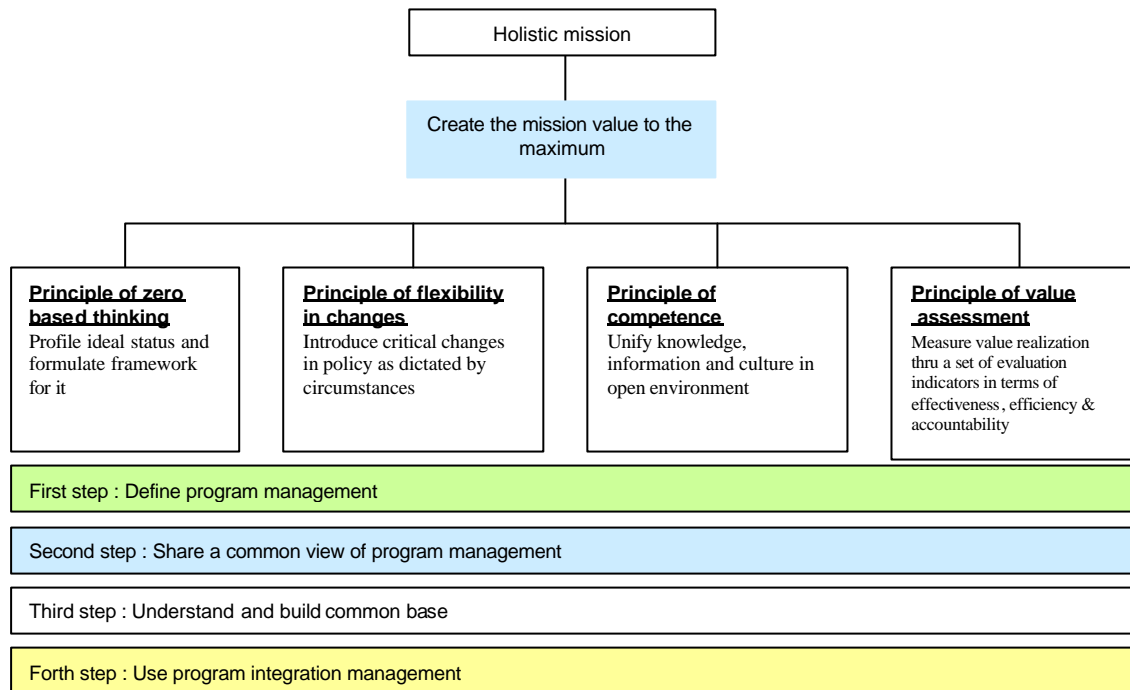 Holistic mission
Create the mission value to the
maximum
Principle of zero
based thinking
Profile ideal status and
formulate framework
for it
Principle of flexibility
in changes
Introduce critical changes
in policy as dictated by
circumstances
Principle of
competence
Unify knowledge,
information and culture in
open environment
Principle of value
assessment
Measure value realization
thru a set of evaluation
indicators in terms of
effectiveness, efficiency &
accountability
First step : Define program management
Second step : Share a common view of program management
Third step : Understand and build common base
Forth step : Use program integration management